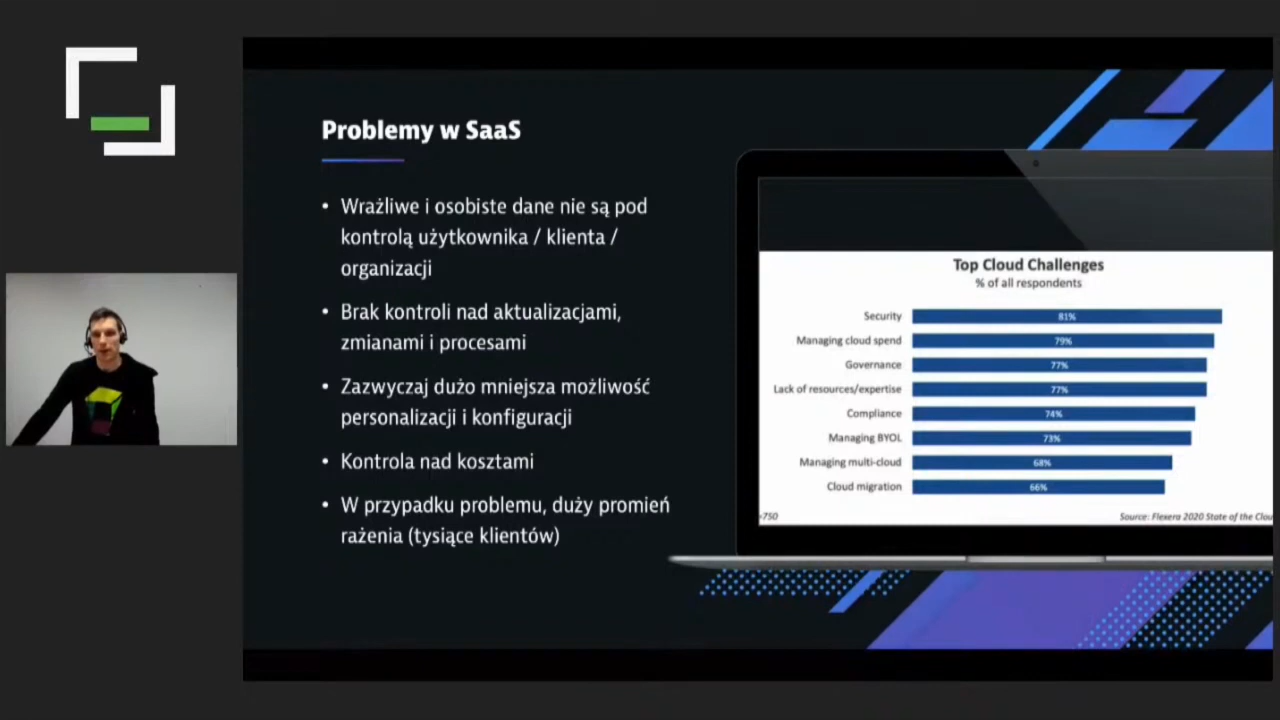 Problemy w SaaS
• Wrażliwe i osobiste dane nie są pod
kontrolą użytkownika / klienta /
organizacji
• Brak kontroli nad aktualizacjami,
zmianami i procesami
• Zazwyczaj dużo mniejsza możliwość
personalizacji i konfiguracji
• Kontrola nad kosztami
• W przypadku problemu, duży promień
rażenia (tysiące klientów)
Top Cloud Challenges
% of all respondents
Security 81%
Managing cloud spend 79%
Governance 77%
Lack of resources/expertise 77%
Compliance 74%
Managing BYOL 73%
Managing multi-cloud 68%
Cloud migration 66%
=750
Source: Flexera 2020 State of the Clou